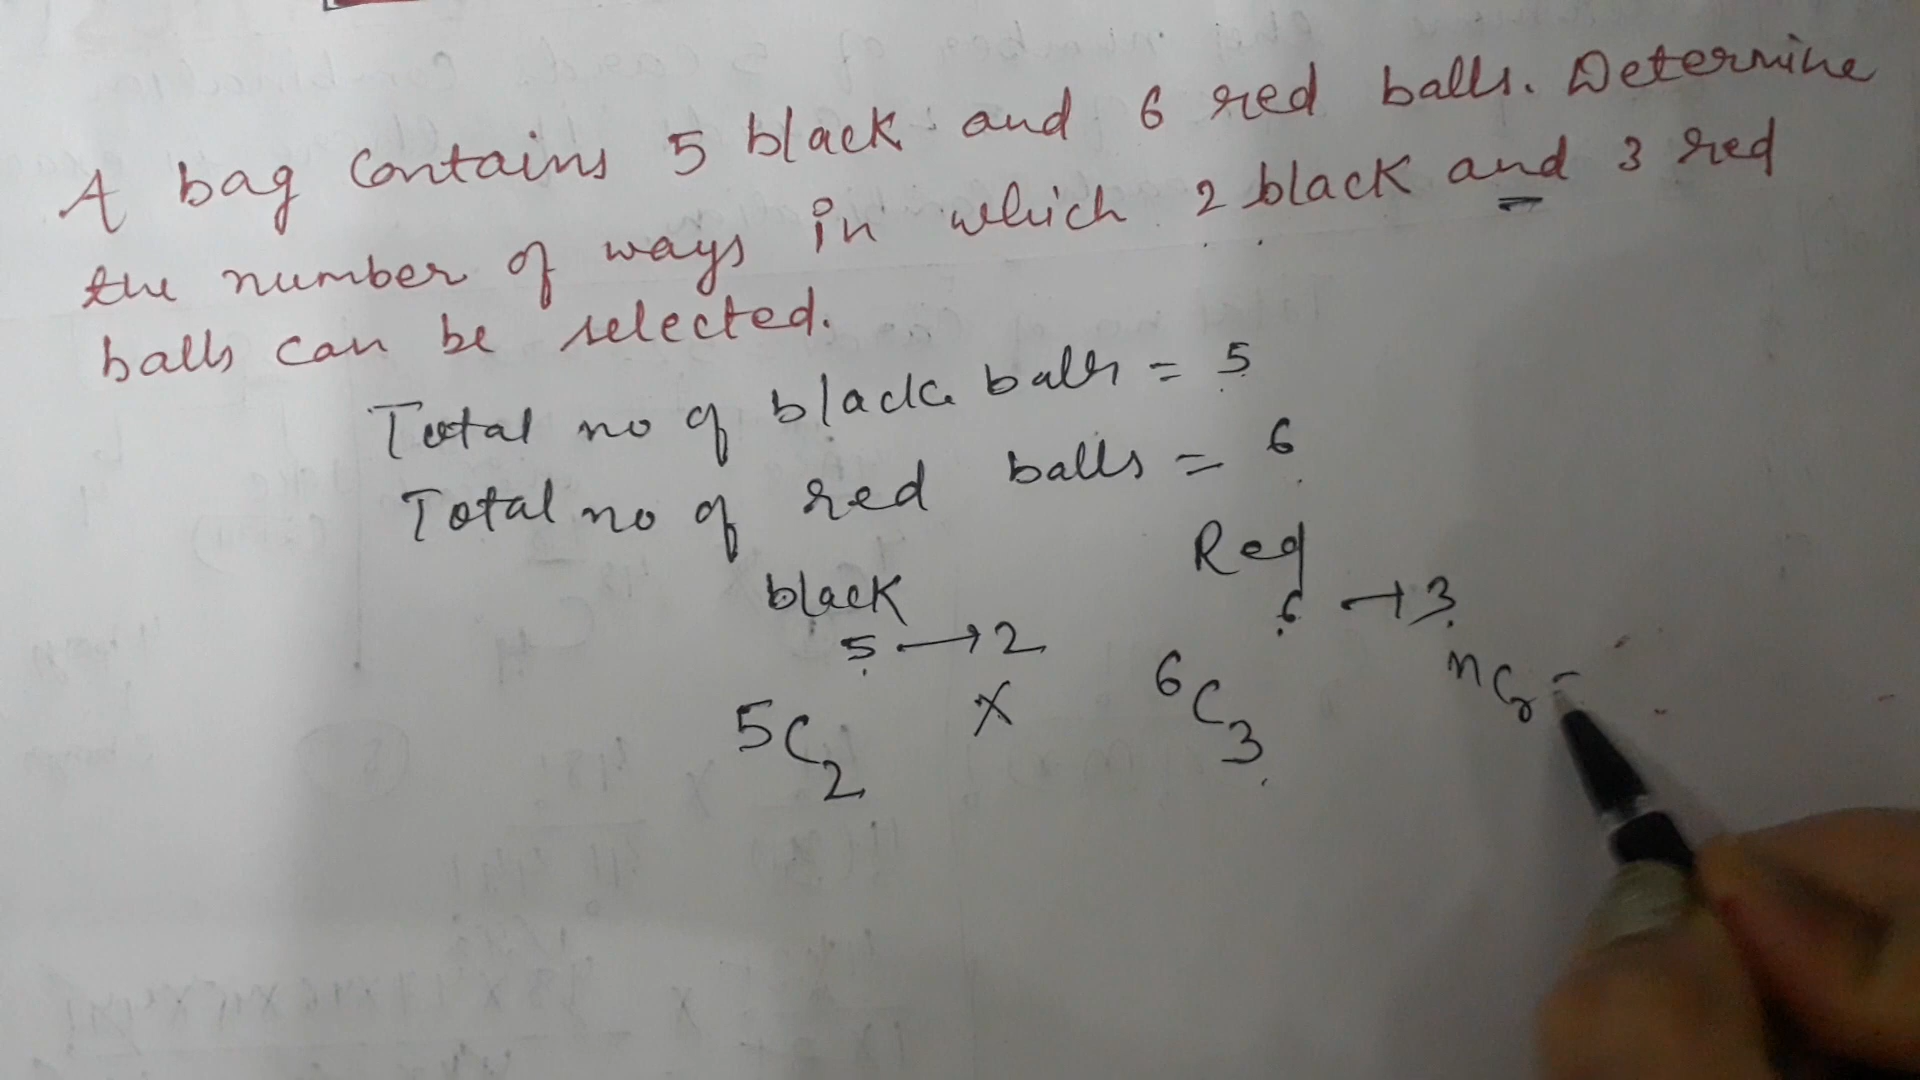 A bag contains 5 black and 6 red balls. Determine
the number of ways in which 2 black and 3 red
balls can be selected.
Total no of black balls = 5
Total no of red balls = 6
black Red
5 → 2 6 → 3
5C2 X 6C3 nCr =